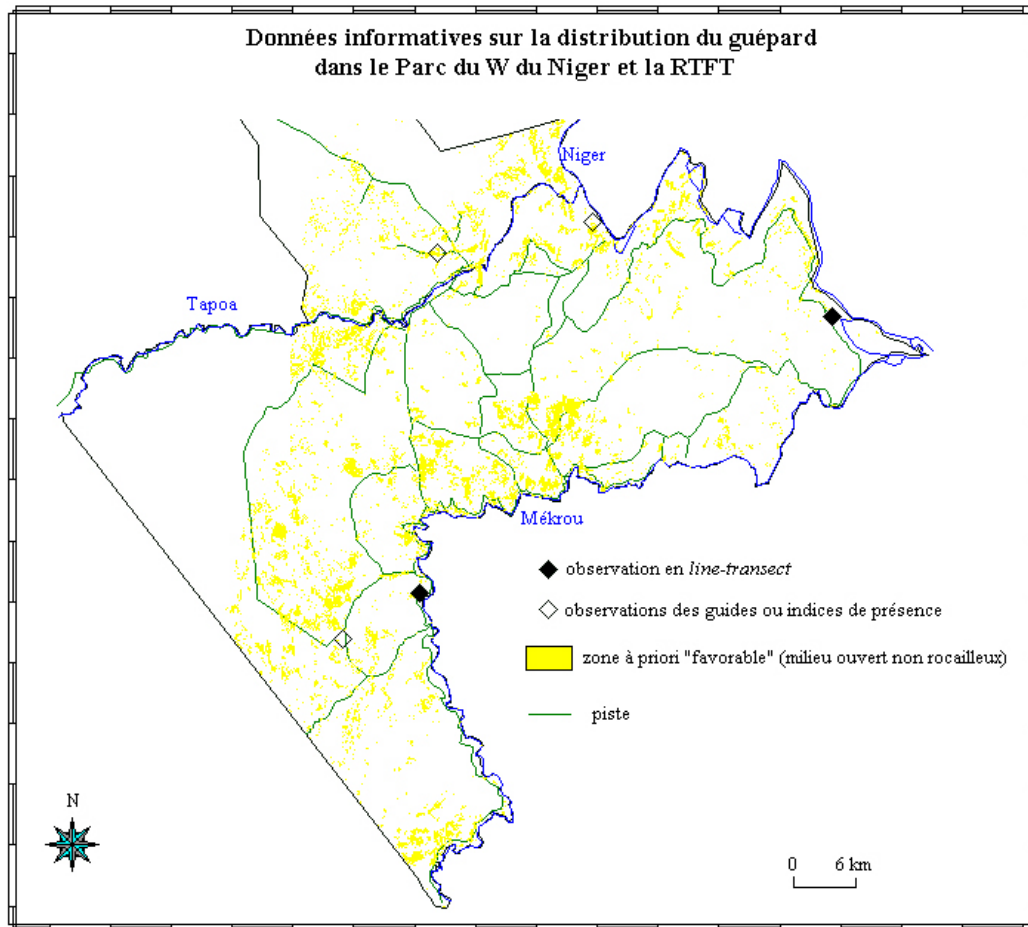 Données informatives sur la distribution du guépard
dans le Parc du W du Niger et la RTFT
Niger
Tapoa
Mékrou
observation en line-transect
observations des guides ou indices de présence
zone à priori "favorable" (milieu ouvert non rocailleux)
piste
N
0 6 km